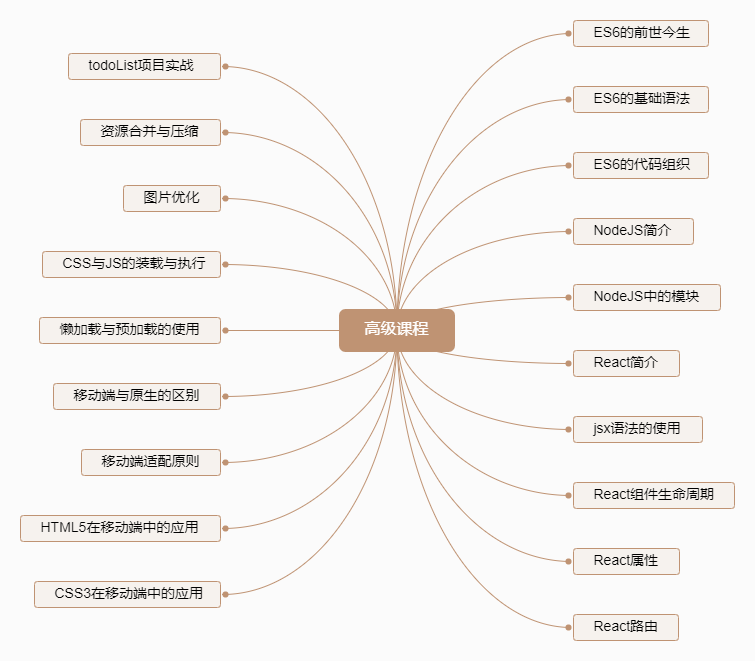 高级课程
ES6的前世今生
ES6的基础语法
ES6的代码组织
NodeJS简介
NodeJS中的模块
React简介
jsx语法的使用
React组件生命周期
React属性
React路由
todoList项目实战
资源合并与压缩
图片优化
CSS与JS的装载与执行
懒加载与预加载的使用
移动端与原生的区别
移动端适配原则
HTML5在移动端中的应用
CSS3在移动端中的应用